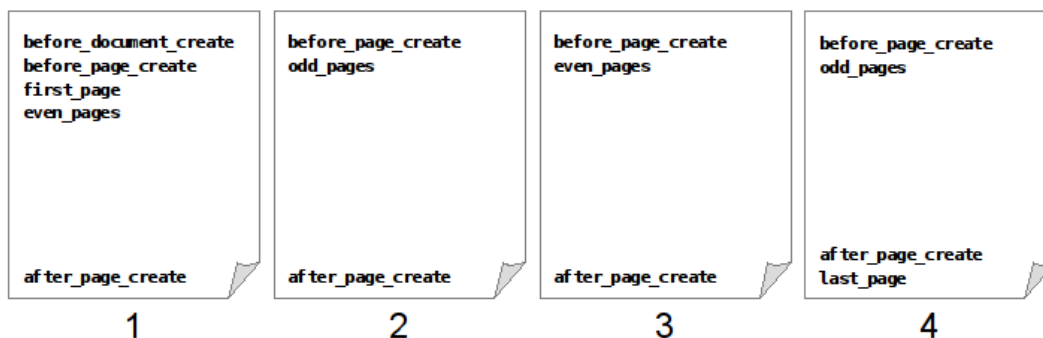 before_document_create
before_page_create
first_page
even_pages
after_page_create
1
before_page_create
odd_pages
after_page_create
2
before_page_create
even_pages
after_page_create
3
before_page_create
odd_pages
after_page_create
last_page
4